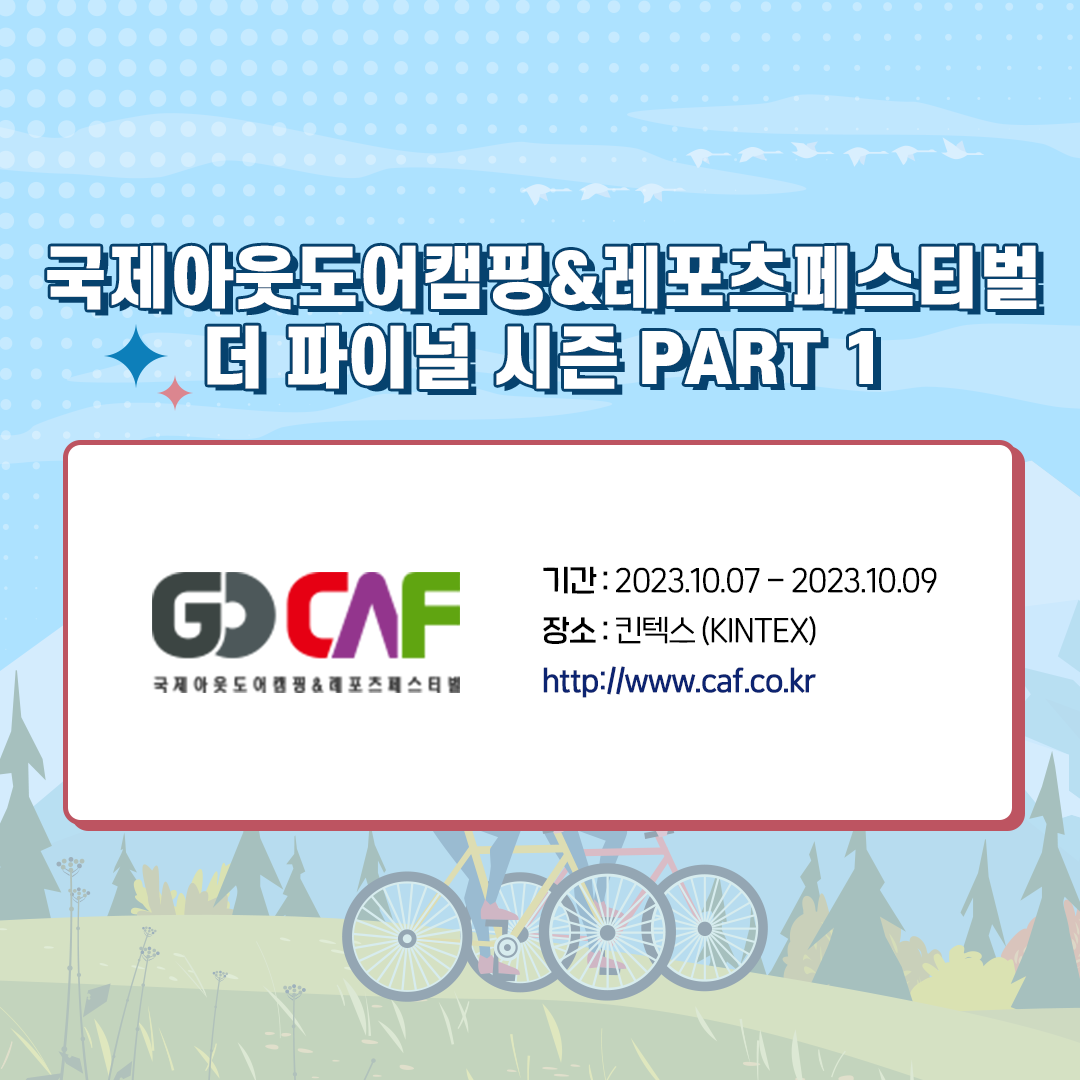 국제아웃도어캠핑&레포츠페스티벌
더 파이널 시즌 PART 1
GO CAF
국제아웃도어캠핑&레포츠페스티벌
기간 : 2023.10.07 – 2023.10.09
장소 : 킨텍스 (KINTEX)
http://www.caf.co.kr